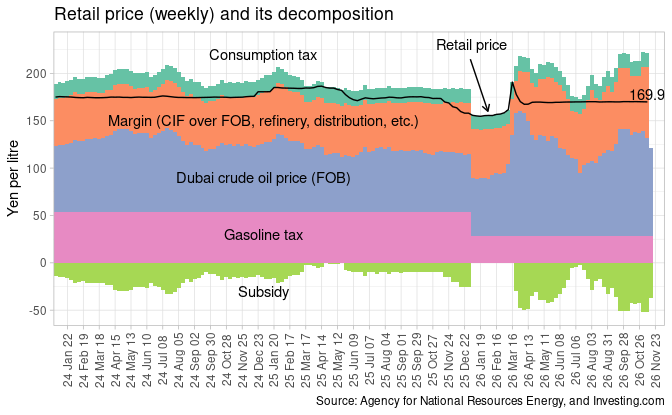 Retail price (weekly) and its decomposition
Consumption tax
Retail price
169.9
Margin (CIF over FOB, refinery, distribution, etc.)
Dubai crude oil price (FOB)
Gasoline tax
Subsidy
Yen per litre
200
150
100
50
0
-50
24 Jan 22
24 Feb 19
24 Mar 18
24 Apr 15
24 May 13
24 Jun 10
24 Jul 08
24 Aug 05
24 Sep 02
24 Sep 30
24 Oct 28
24 Nov 25
24 Dec 23
25 Jan 20
25 Feb 17
25 Mar 17
25 Apr 14
25 May 12
25 Jun 09
25 Jul 07
25 Aug 04
25 Sep 01
25 Sep 29
25 Oct 27
25 Nov 24
25 Dec 22
26 Jan 19
26 Feb 16
26 Mar 16
26 Apr 13
26 May 11
26 Jun 08
26 Jul 06
26 Aug 03
26 Aug 31
26 Sep 28
26 Oct 26
26 Nov 23
Source: Agency for National Resources Energy, and Investing.com